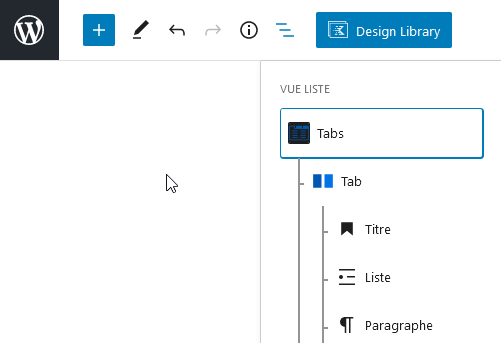 Design Library
VUE LISTE
Tabs
Tab
Titre
Liste
Paragraphe